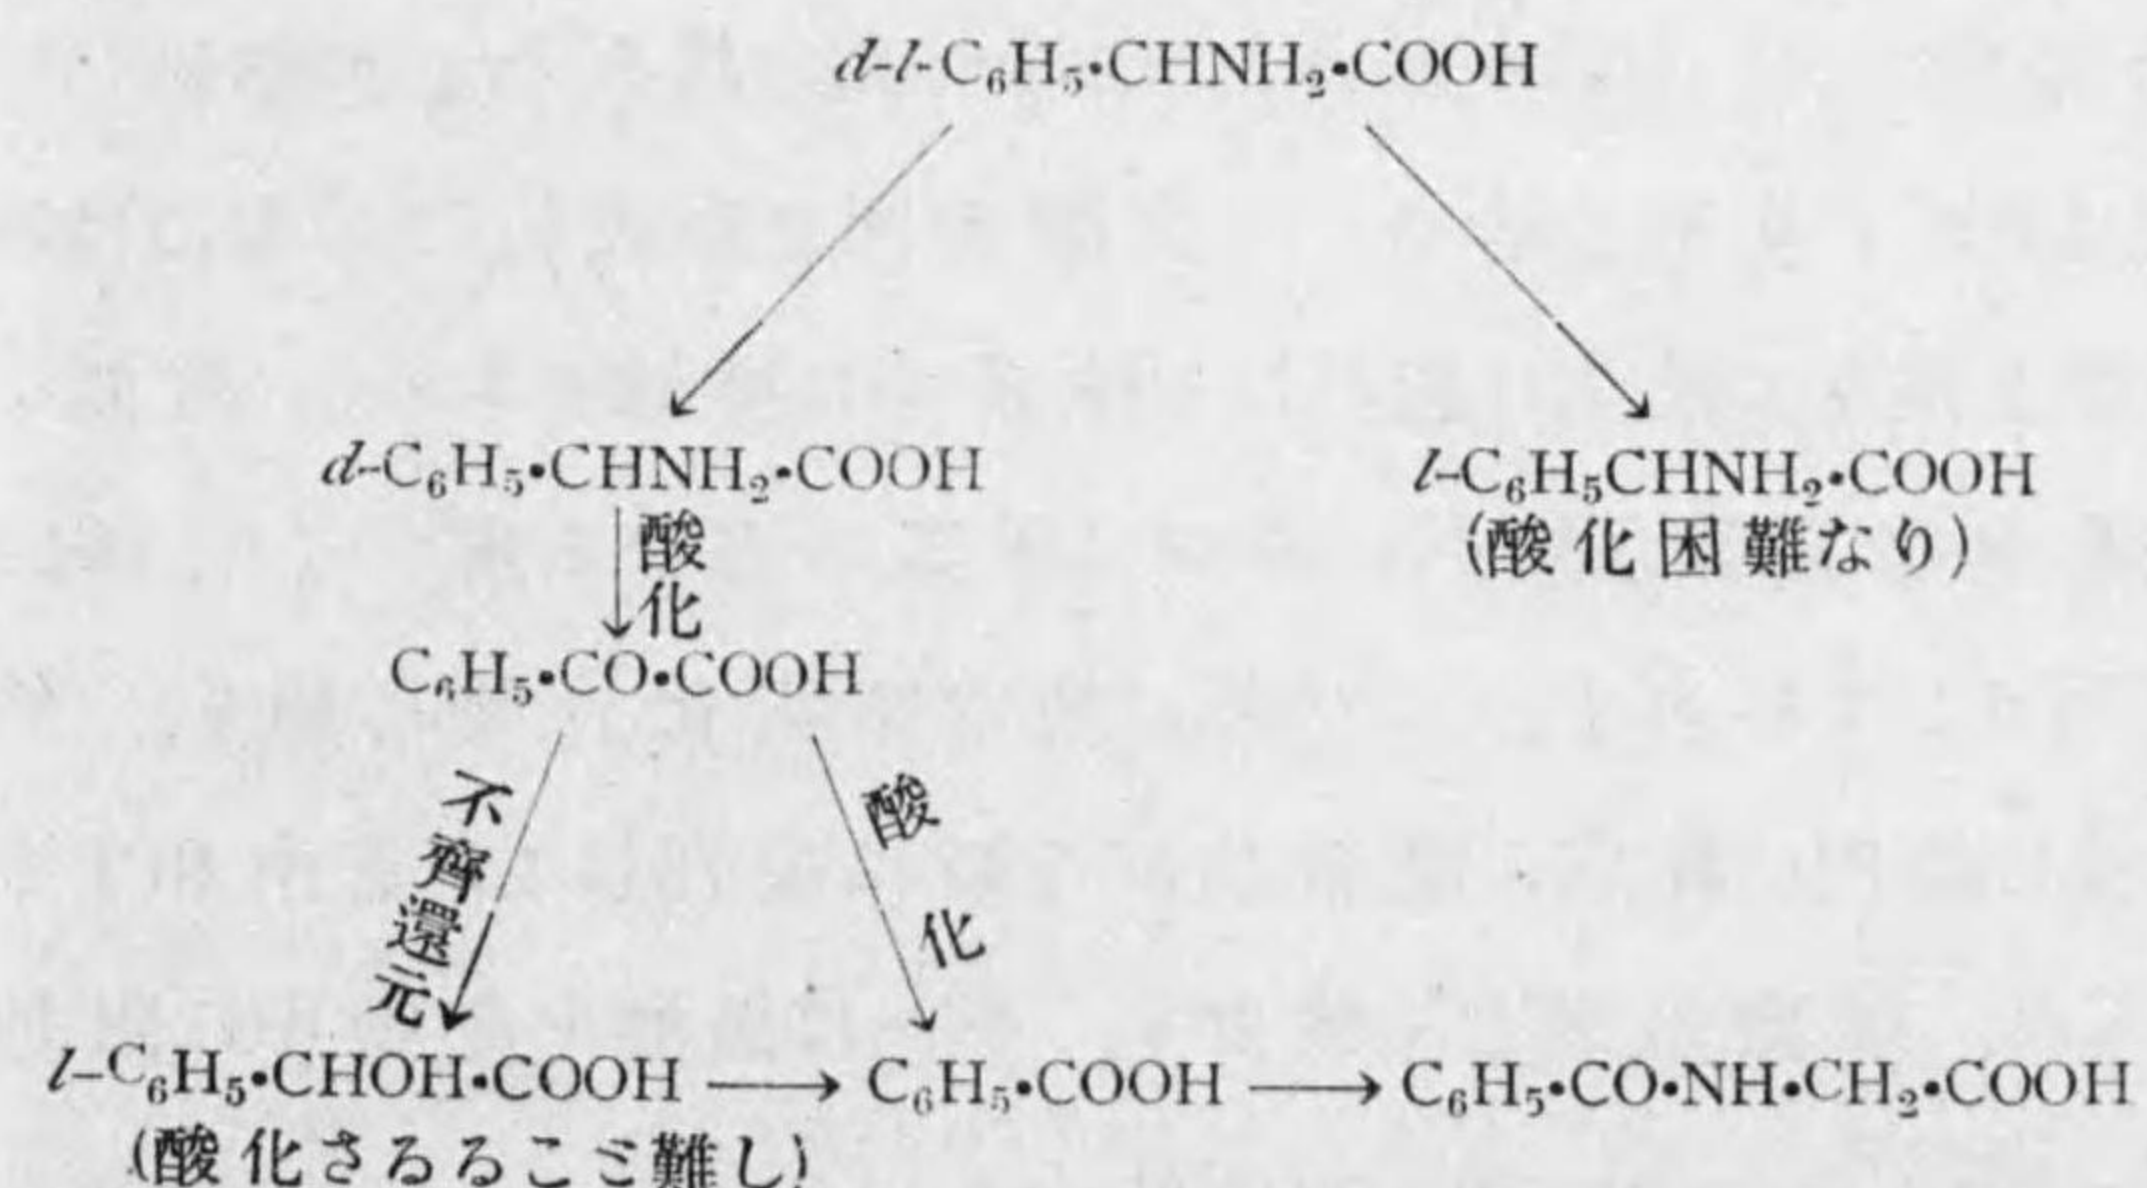 d-l-C₆H₅•CHNH₂•COOH
d-C₆H₅•CHNH₂•COOH
l-C₆H₅CHNH₂•COOH
(酸化困難なり)
酸化
C₆H₅•CO•COOH
不齊還元
酸化
l-C₆H₅•CHOH•COOH → C₆H₅•COOH → C₆H₅•CO•NH•CH₂•COOH
(酸化さるることミ難し)